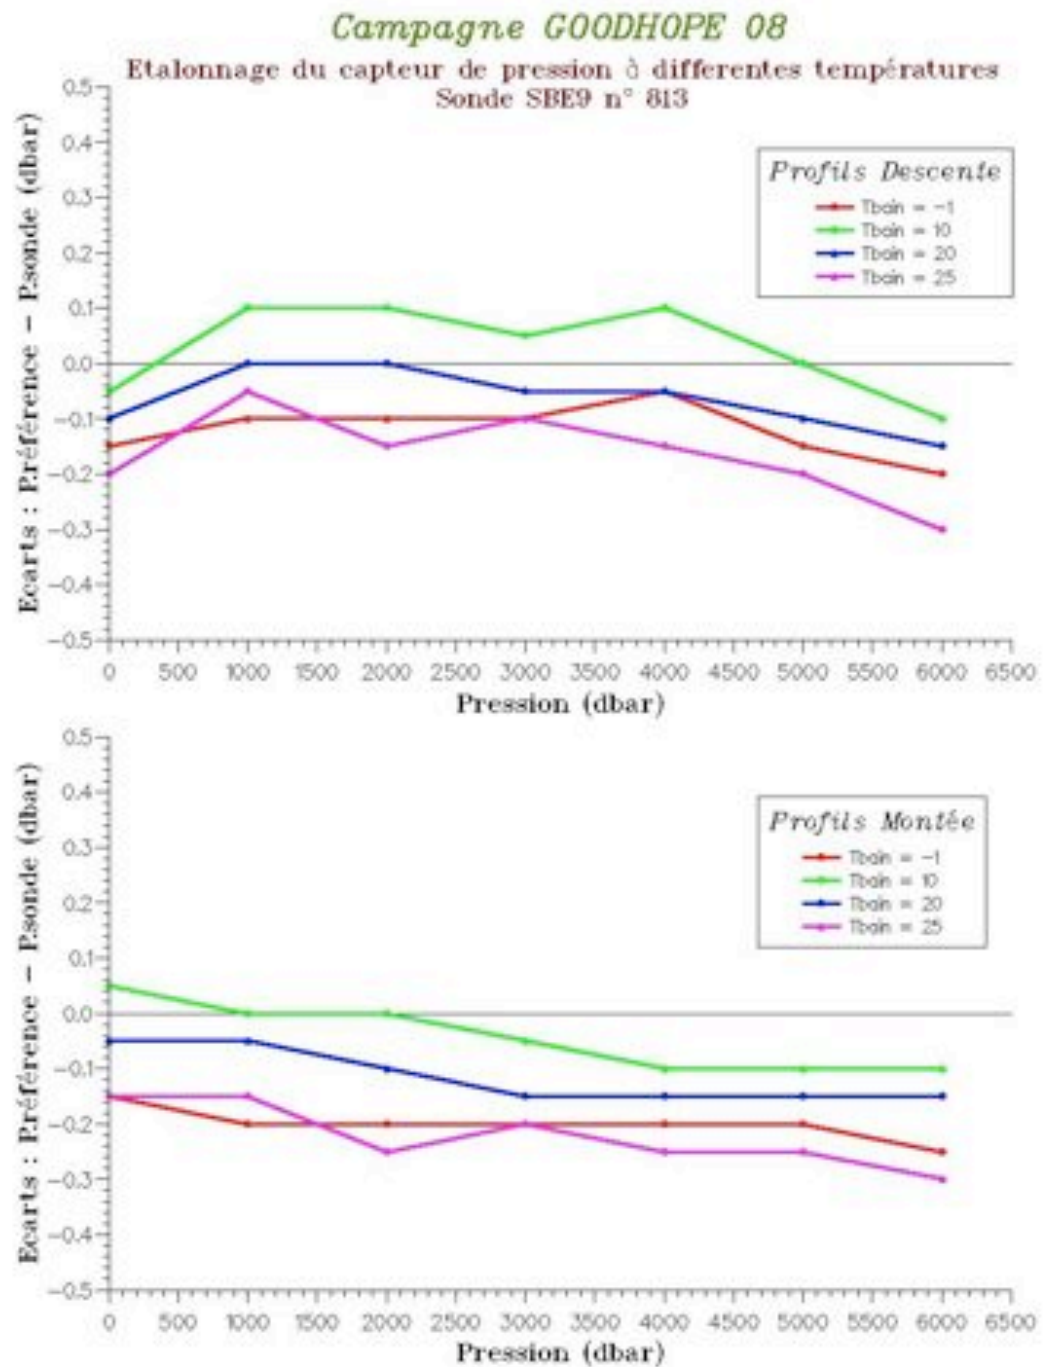 Campagne GOODHOPE 08
Etalonnage du capteur de pression à differentes températures
Sonde SBE9 n° 813
Ecarts : P.référence - P.sonde (dbar)
0.5
0.4
0.3
0.2
0.1
0.0
-0.1
-0.2
-0.3
-0.4
-0.5
Profils Descente
Tbain = -1
Tbain = 10
Tbain = 20
Tbain = 25
0 500 1000 1500 2000 2500 3000 3500 4000 4500 5000 5500 6000 6500
Pression (dbar)
Ecarts : P.référence - P.sonde (dbar)
0.5
0.4
0.3
0.2
0.1
0.0
-0.1
-0.2
-0.3
-0.4
-0.5
Profils Montée
Tbain = -1
Tbain = 10
Tbain = 20
Tbain = 25
0 500 1000 1500 2000 2500 3000 3500 4000 4500 5000 5500 6000 6500
Pression (dbar)